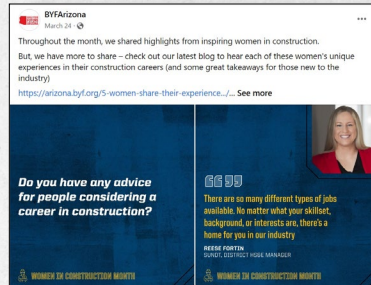 BYFArizona
March 24 ·
Throughout the month, we shared highlights from inspiring women in construction.
But, we have more to share – check out our latest blog to hear each of these women's unique
experiences in their construction careers (and some great takeaways for those new to the
industry)
https://arizona.byf.org/5-women-share-their-experience.../... See more
Do you have any advice
for people considering a
career in construction?
WOMEN IN CONSTRUCTION MONTH
There are so many different types of jobs
available. No matter what your skillset,
background, or interests are, there's a
home for you in our industry
REESE FORTIN
SUNDT, DISTRICT HSSE MANAGER
WOMEN IN CONSTRUCTION MONTH